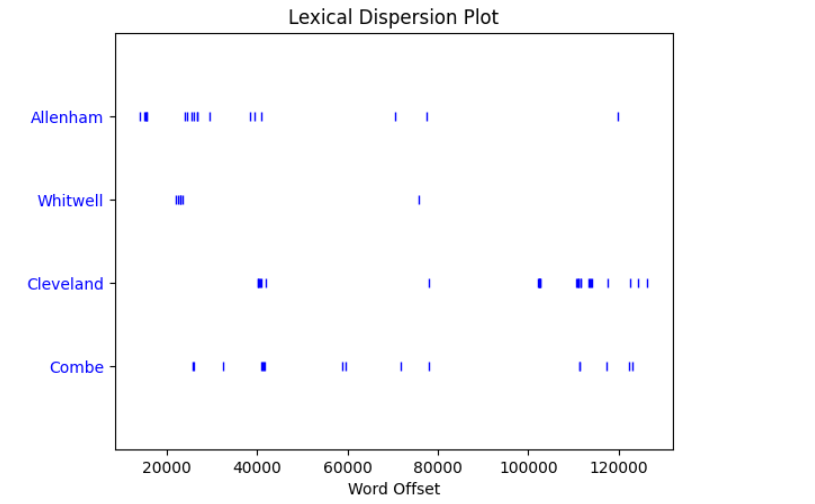 Lexical Dispersion Plot
Allenham
Whitwell
Cleveland
Combe
20000 40000 60000 80000 100000 120000
Word Offset